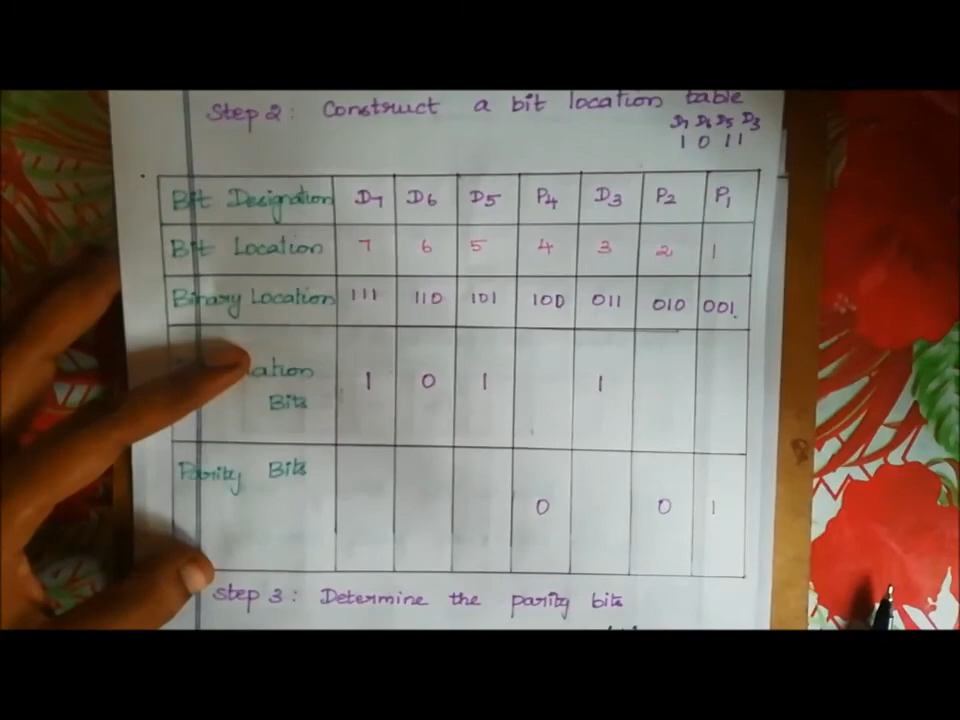 Step 2: Construct a bit location table
D7 D6 D5 D3
1 0 1 1
Bit Designation D7 D6 D5 P4 D3 P2 P1
Bit Location 7 6 5 4 3 2 1
Binary Location 111 110 101 100 011 010 001
Bits 1 0 1 1
Parity Bits 0 0 1
Step 3: Determine the parity bits